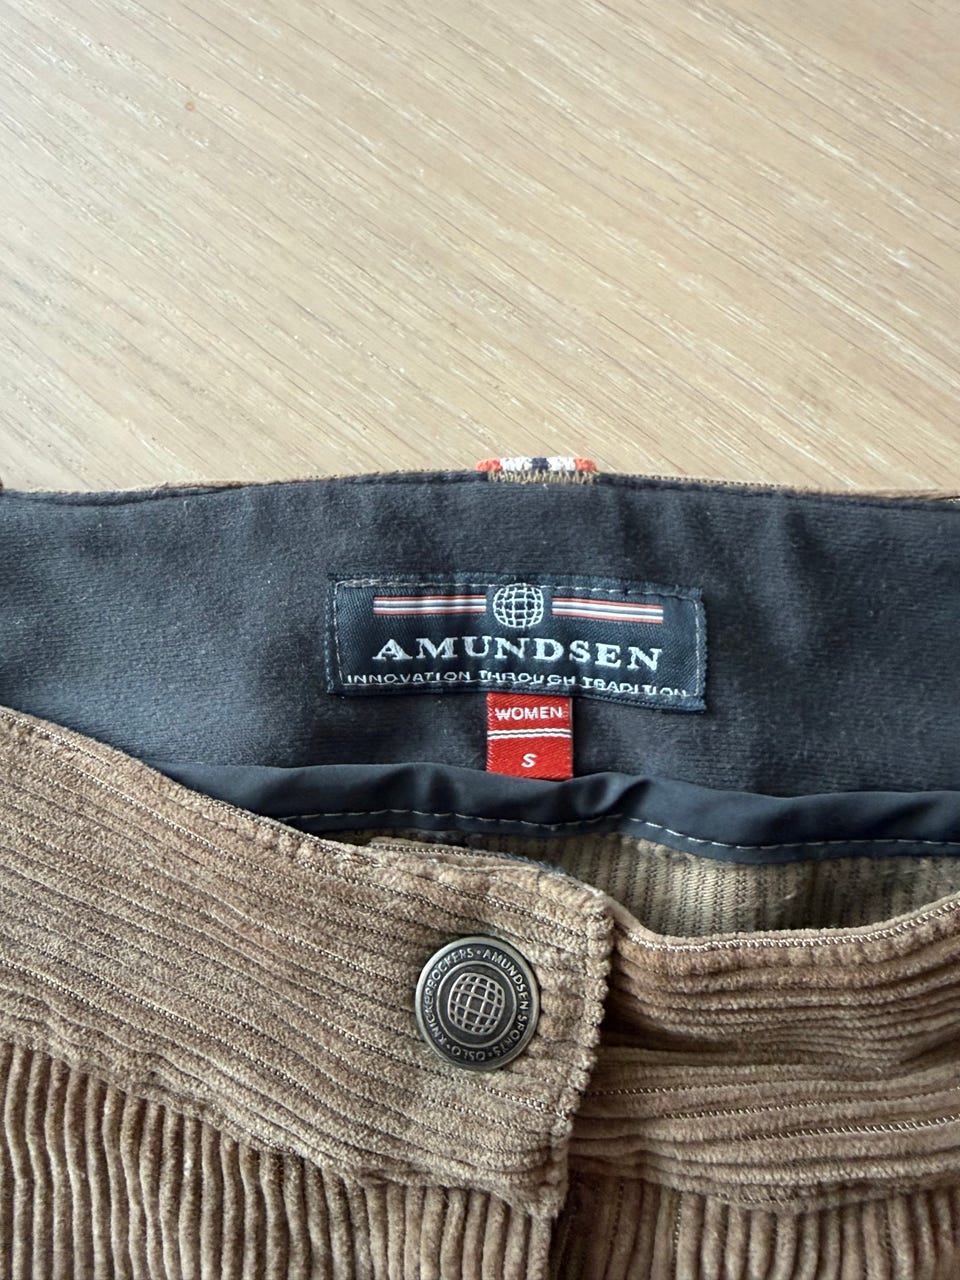 AMUNDSEN
INNOVATION THROUGH TRADITION
WOMEN
S
AMUNDSEN SPORTS • OSLO • KNICKERBOCKERS •